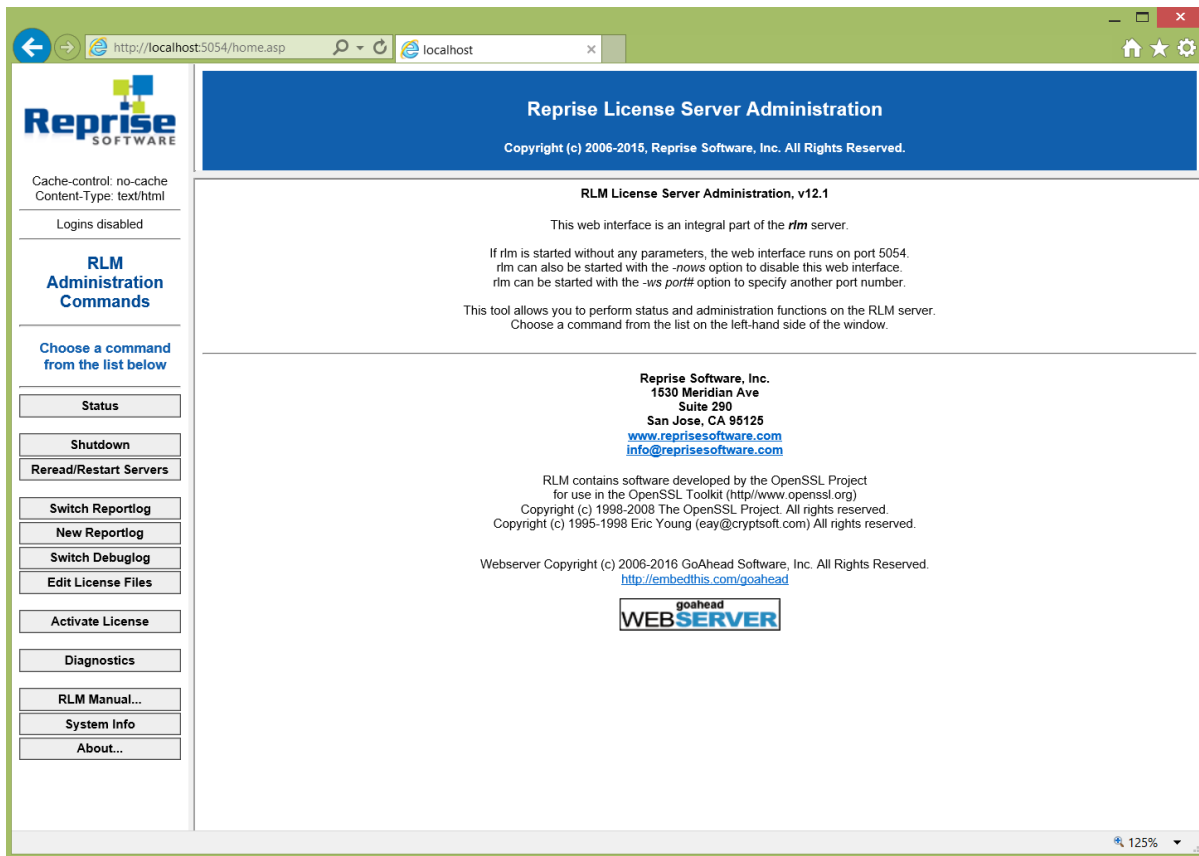 http://localhost:5054/home.asp
localhost
Reprise
SOFTWARE
Cache-control: no-cache
Content-Type: text/html
Logins disabled
RLM
Administration
Commands
Choose a command
from the list below
Status
Shutdown
Reread/Restart Servers
Switch Reportlog
New Reportlog
Switch Debuglog
Edit License Files
Activate License
Diagnostics
RLM Manual...
System Info
About...
Reprise License Server Administration
Copyright (c) 2006-2015, Reprise Software, Inc. All Rights Reserved.
RLM License Server Administration, v12.1
This web interface is an integral part of the rlm server.
If rlm is started without any parameters, the web interface runs on port 5054.
rlm can also be started with the -nows option to disable this web interface.
rlm can be started with the -ws port# option to specify another port number.
This tool allows you to perform status and administration functions on the RLM server.
Choose a command from the list on the left-hand side of the window.
Reprise Software, Inc.
1530 Meridian Ave
Suite 290
San Jose, CA 95125
www.reprisesoftware.com
info@reprisesoftware.com
RLM contains software developed by the OpenSSL Project
for use in the OpenSSL Toolkit (http//www.openssl.org)
Copyright (c) 1998-2008 The OpenSSL Project. All rights reserved.
Copyright (c) 1995-1998 Eric Young (eay@cryptsoft.com) All rights reserved.
Webserver Copyright (c) 2006-2016 GoAhead Software, Inc. All Rights Reserved.
http://embedthis.com/goahead
goahead
WEBSERVER
125%